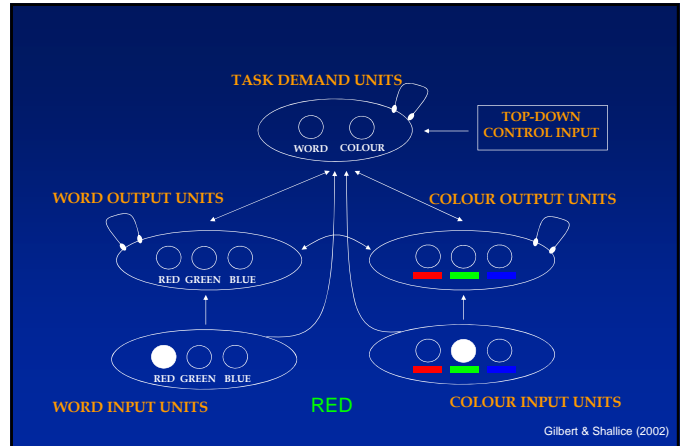 TASK DEMAND UNITS
TOP-DOWN
CONTROL INPUT
WORD COLOUR
WORD OUTPUT UNITS
COLOUR OUTPUT UNITS
RED GREEN BLUE
RED GREEN BLUE
WORD INPUT UNITS
RED
COLOUR INPUT UNITS
Gilbert & Shallice (2002)